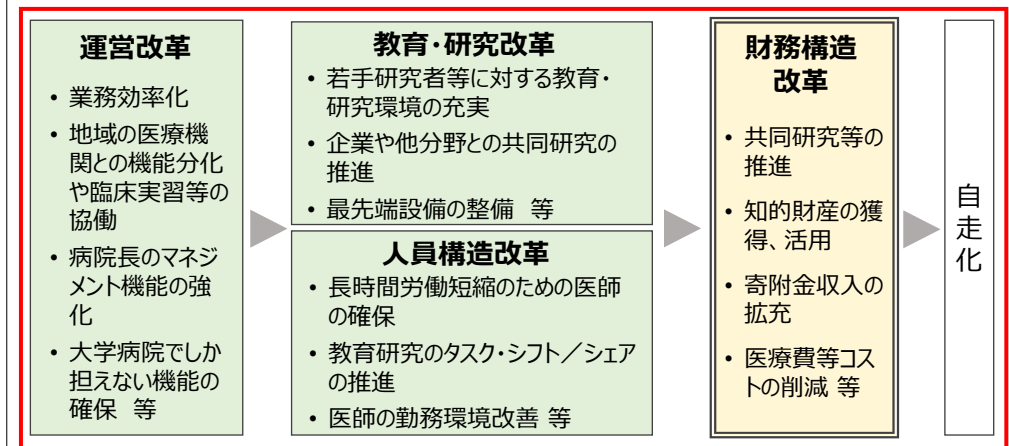 運営改革
• 業務効率化
• 地域の医療機
関との機能分化
や臨床実習等の
協働
• 病院長のマネジ
メント機能の強
化
• 大学病院でしか
担えない機能の
確保 等
教育・研究改革
• 若手研究者等に対する教育・
研究環境の充実
• 企業や他分野との共同研究の
推進
• 最先端設備の整備 等
人員構造改革
• 長時間労働短縮のための医師
の確保
• 教育研究のタスク・シフト／シェア
の推進
• 医師の勤務環境改善 等
財務構造
改革
• 共同研究等の
推進
• 知的財産の獲
得、活用
• 寄附金収入の
拡充
• 医療費等コス
トの削減 等
自走化